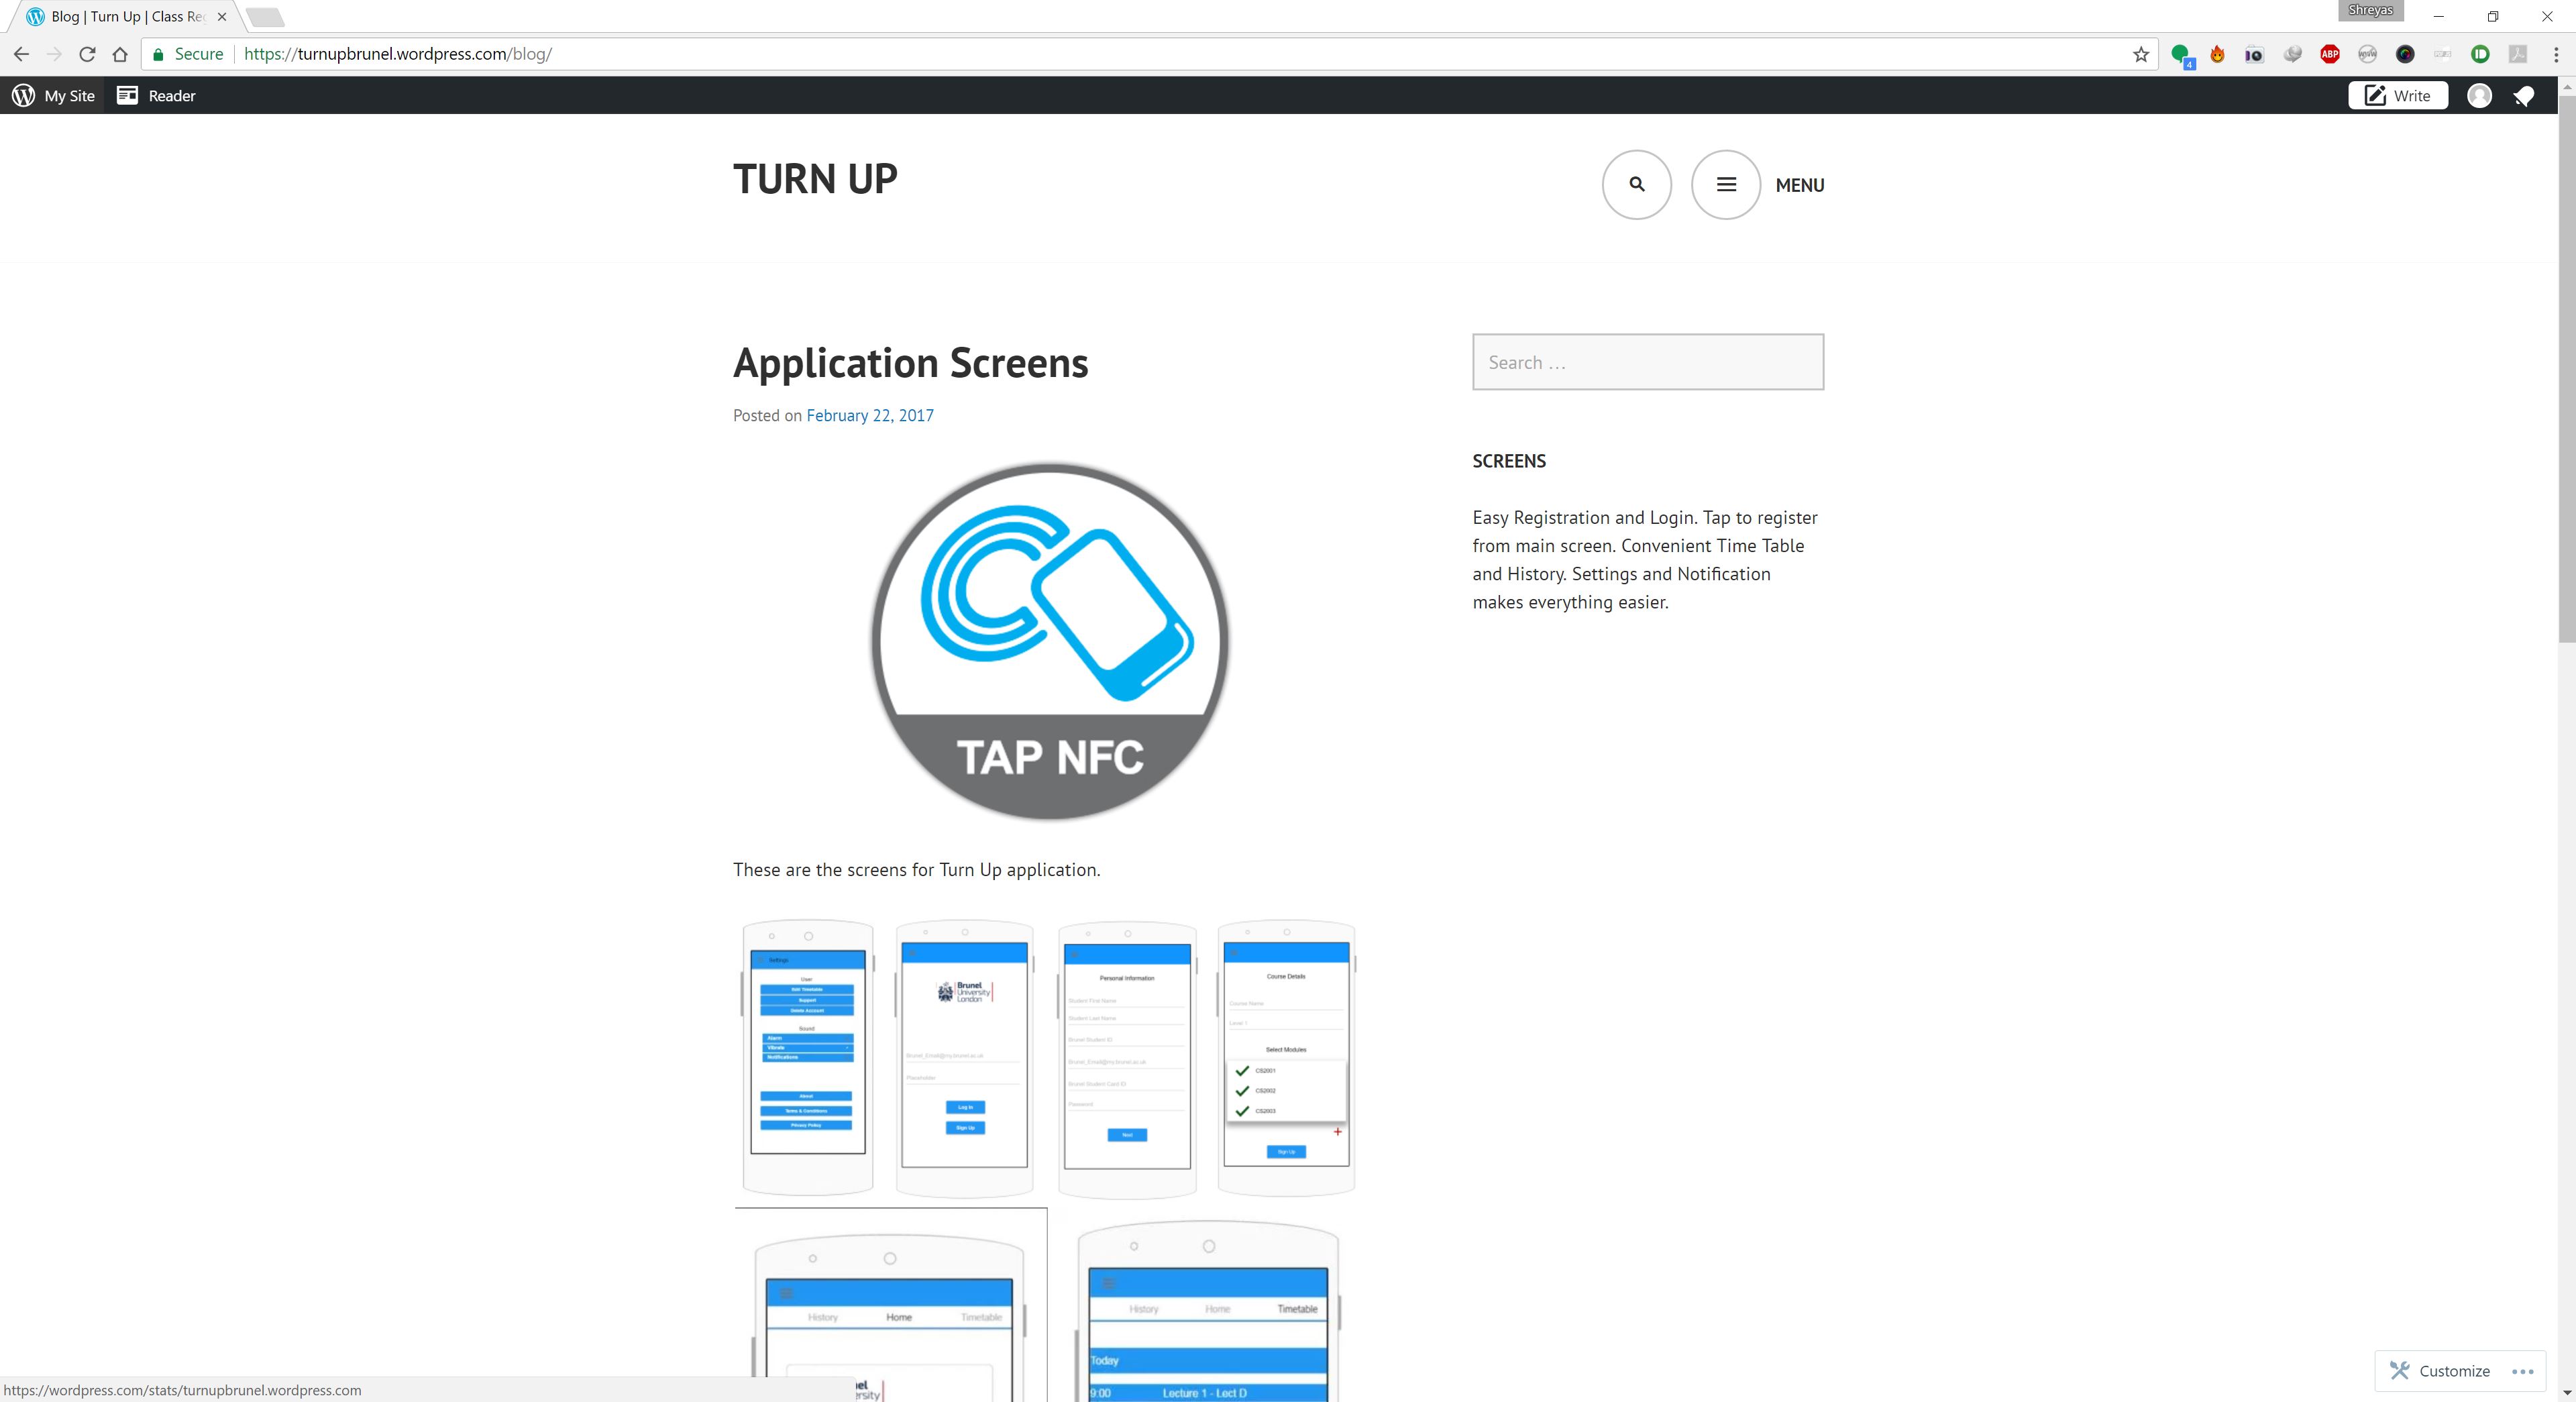 Blog | Turn Up | Class Re
Shreyas
Secure
https://turnupbrunel.wordpress.com/blog/
4
ABP
My Site
Reader
Write
TURN UP
MENU
Application Screens
Search …
Posted on February 22, 2017
SCREENS
Easy Registration and Login. Tap to register
from main screen. Convenient Time Table
and History. Settings and Notification
makes everything easier.
TAP NFC
These are the screens for Turn Up application.
Settings
User
Edit Timetable
Support
Delete Account
Sound
Alarm
Vibrate
Notifications
About
Terms & Conditions
Privacy Policy
Brunel
University
London
Brunel_Email@my.brunel.ac.uk
Placeholder
Log In
Sign Up
Personal Information
Student First Name
Student Last Name
Brunel Student ID
Brunel_Email@my.brunel.ac.uk
Brunel Student Card ID
Password
Next
Course Details
Course Name
Level 1
Select Modules
CS2001
CS2002
CS2003
+
Sign Up
History Home Timetable
History Home Timetable
Today
9:00 Lecture 1 - Lect D
Customize
https://wordpress.com/stats/turnupbrunel.wordpress.com